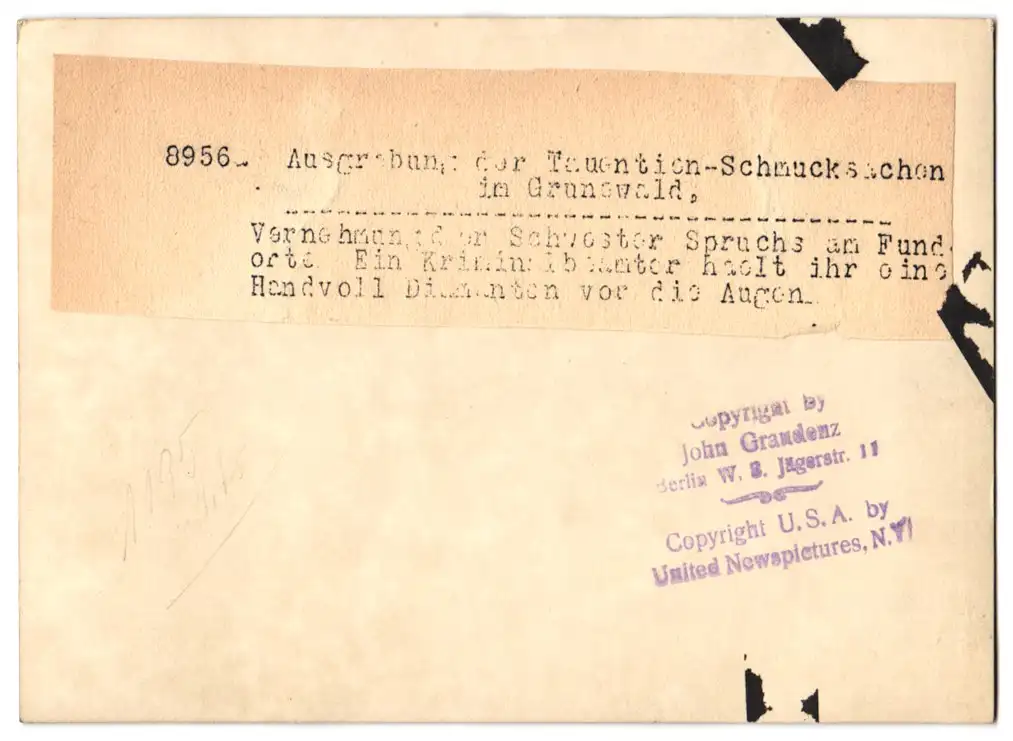 8956. Ausgrabung der Tauentien-Schmucksachen
im Grunewald,
Vernehmung der Schwester Spruchs am Fund-
orte. Ein Kriminalbeamter haelt ihr eine
Handvoll Diamanten vor die Augen.
Copyright by
John Graudenz
Berlin W. 8. Jägerstr. 11
Copyright U.S.A. by
United Newspictures, N.Y.